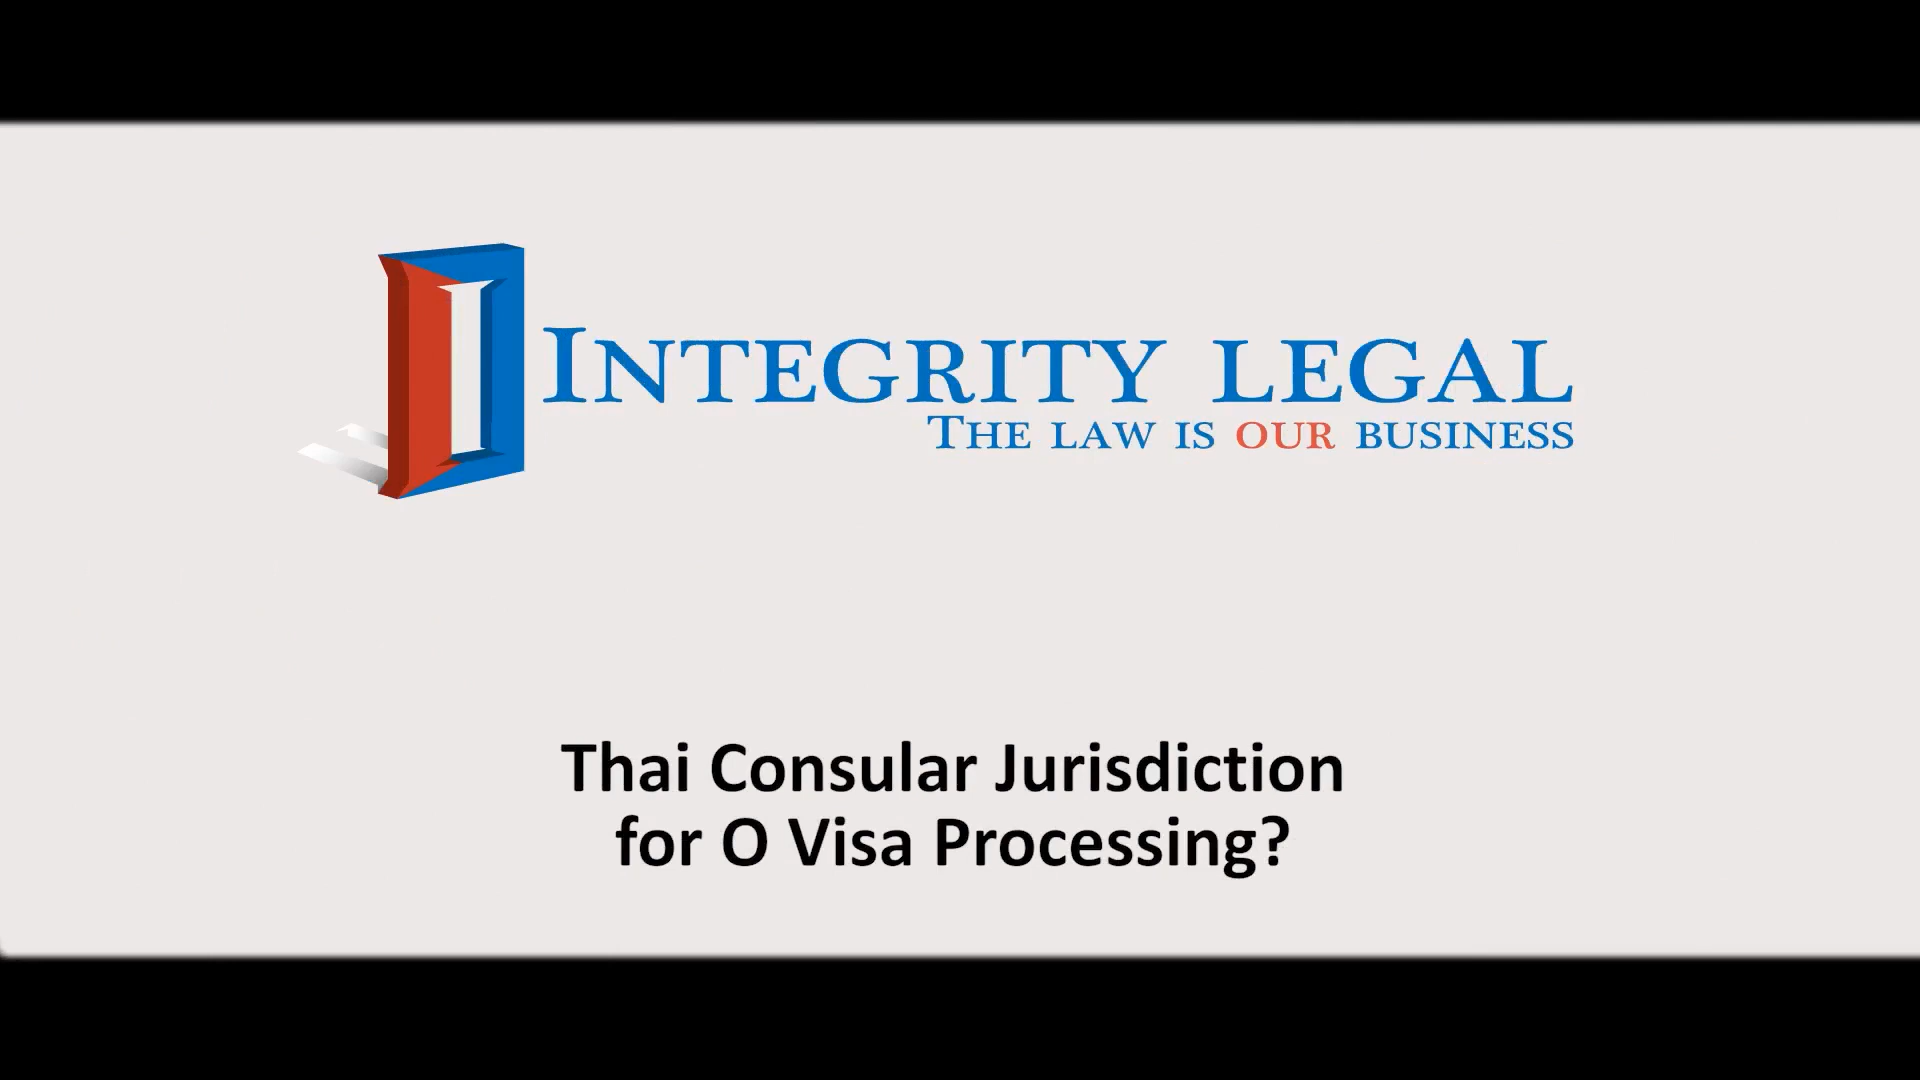 INTEGRITY LEGAL
THE LAW IS OUR BUSINESS
Thai Consular Jurisdiction
for O Visa Processing?